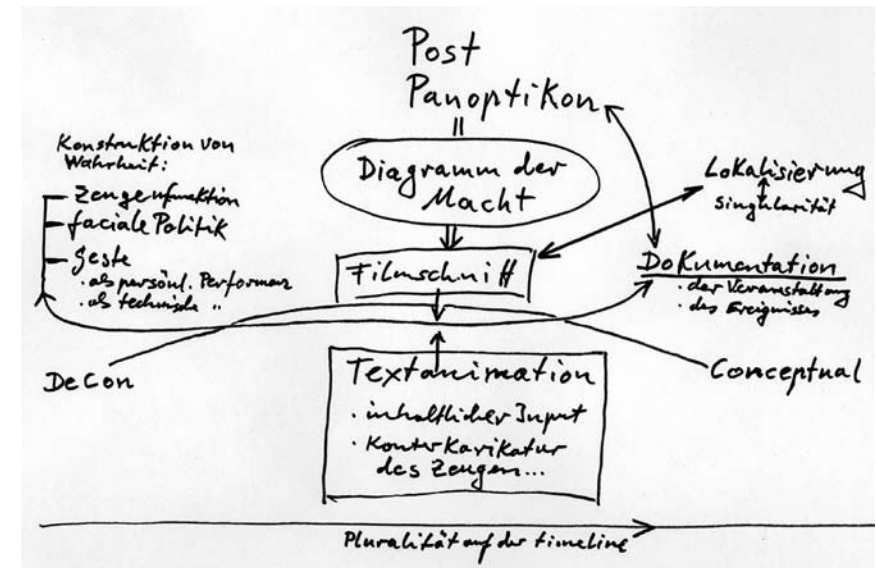 Post
Panoptikon
=
Diagramm der
Macht
Filmschnitt
Konstruktion von
Wahrheit:
– Zeugenfunktion
– faciale Politik
– Geste
· als persönl. Performanz
· als technische "
Lokalisierung
Singularität
Dokumentation
· der Veranstaltung
· des Ereignisses
DeCon
Conceptual
Textanimation
· inhaltlicher Input
· Konterkarikatur
des Zeugen...
Pluralität auf der timeline